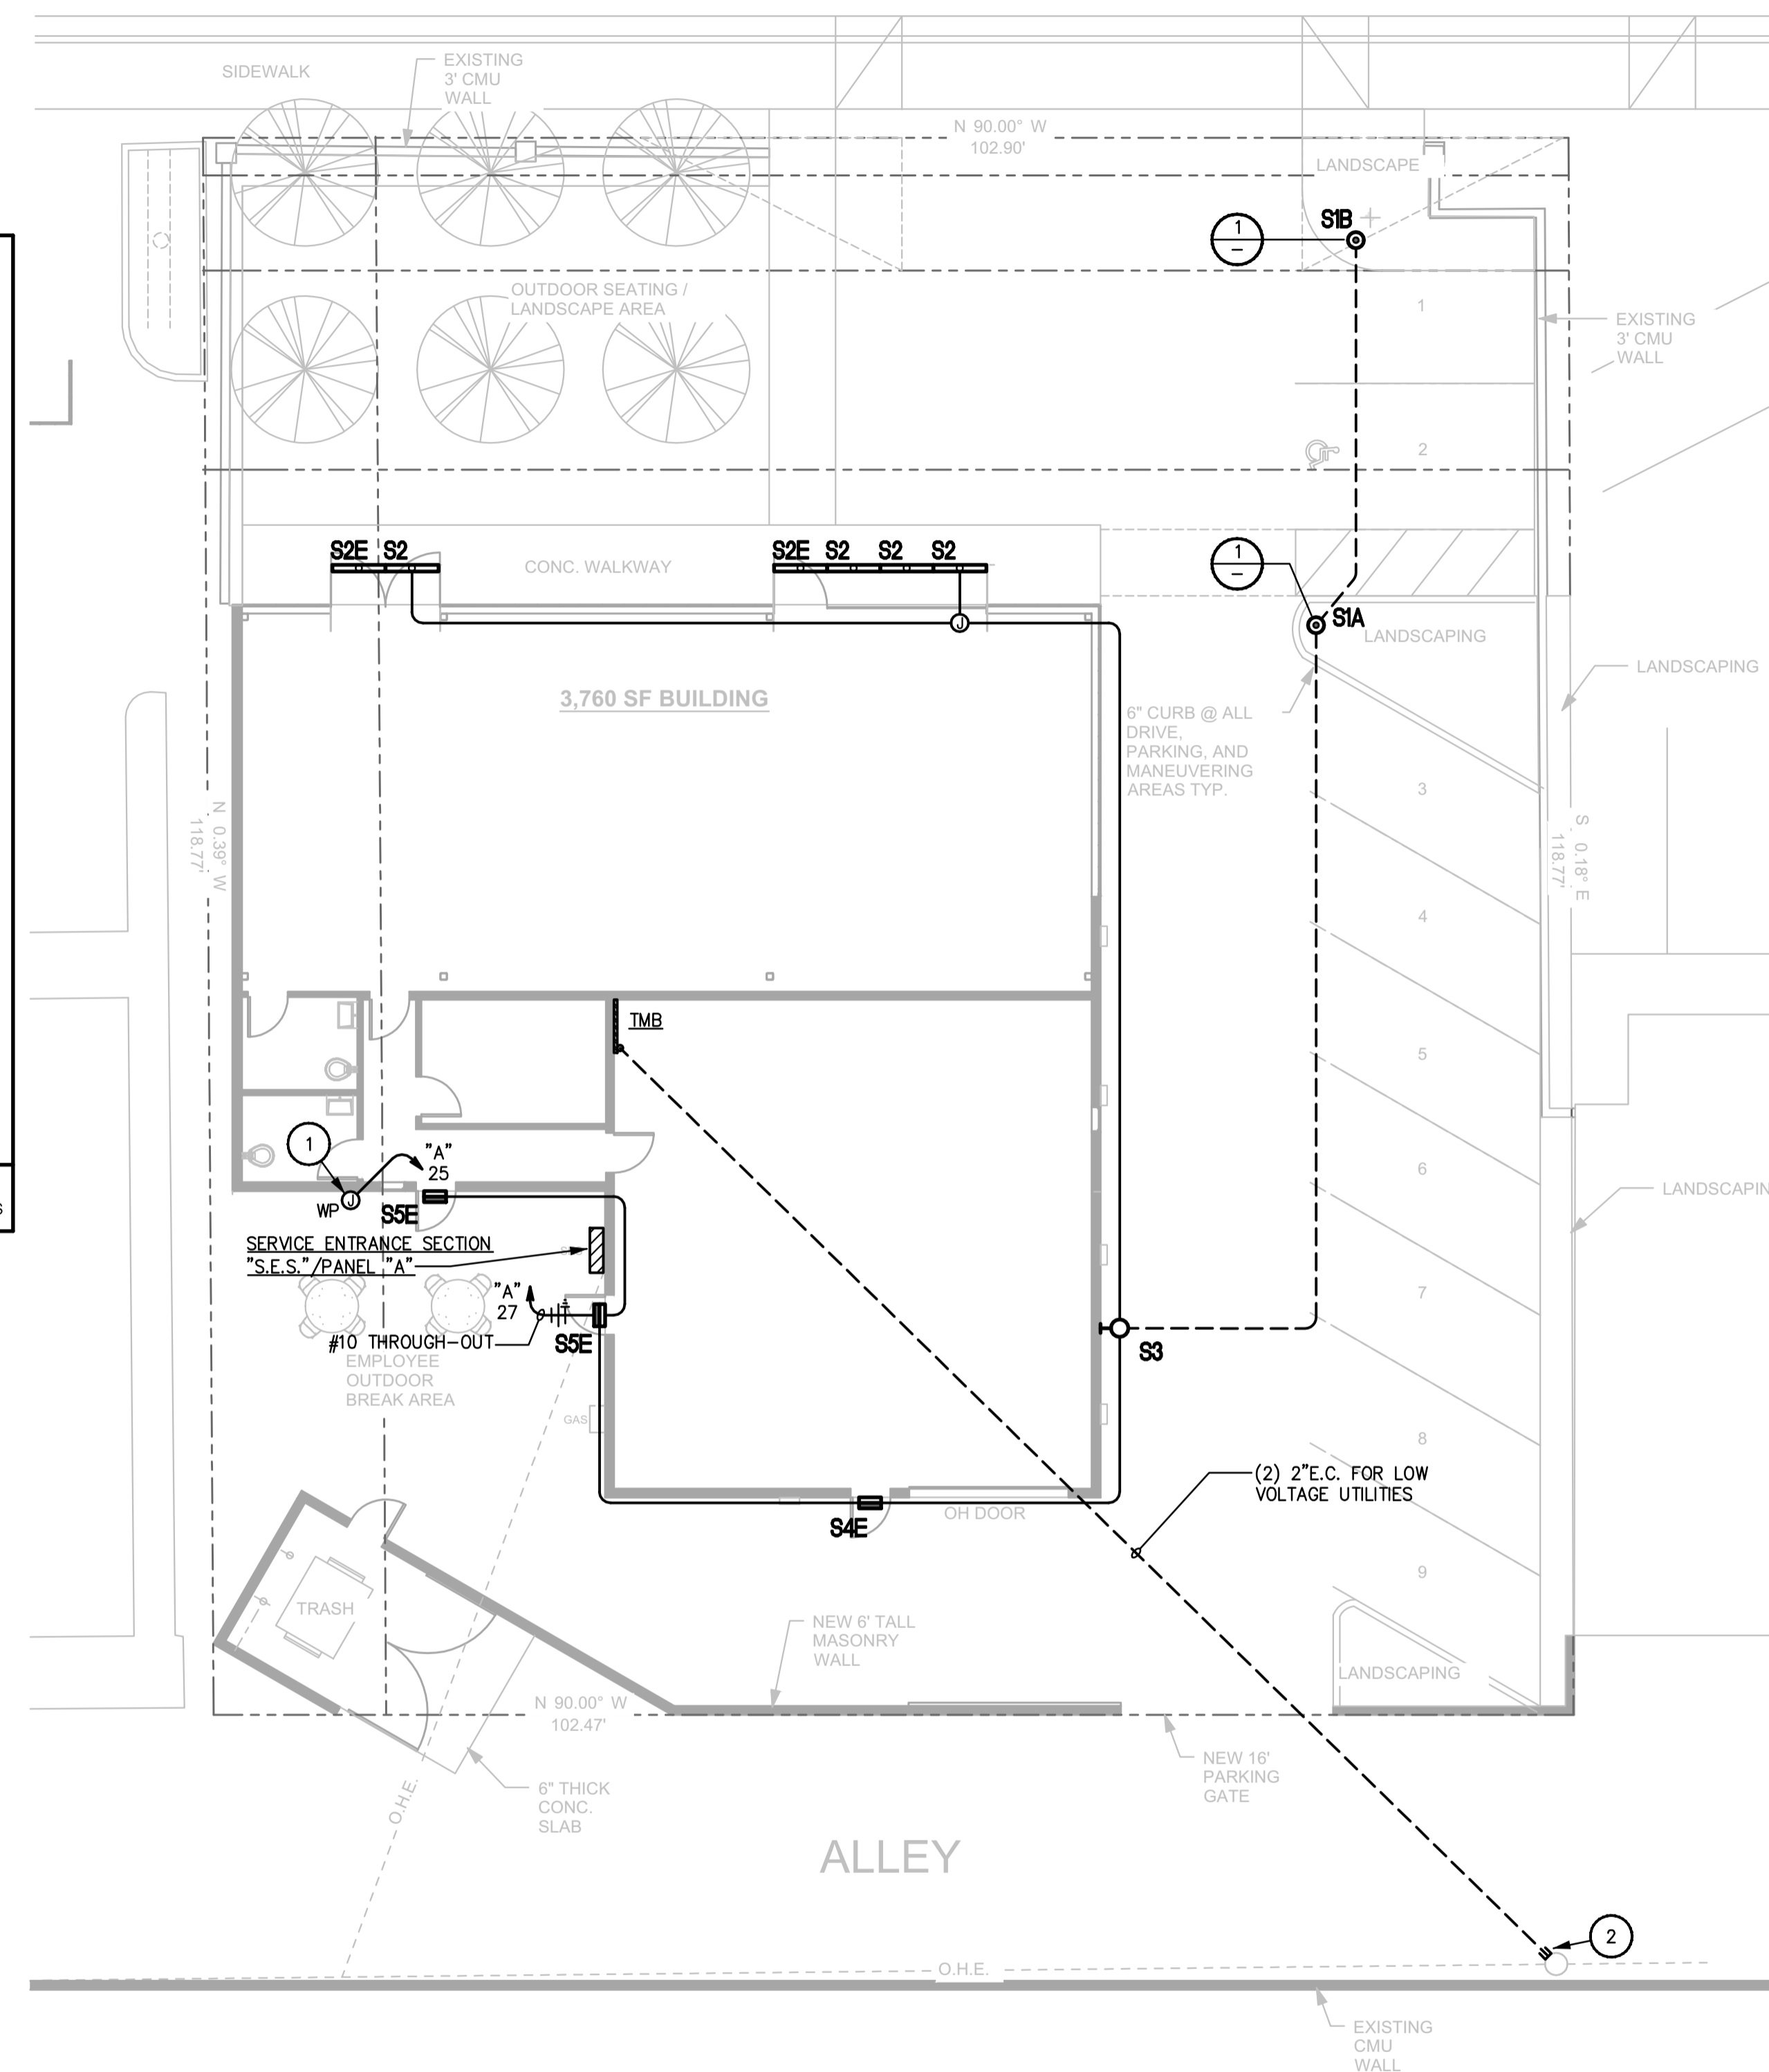 SIDEWALK
EXISTING
3' CMU
WALL
N 90.00° W
102.90'
LANDSCAPE
S1B
1
–
OUTDOOR SEATING /
LANDSCAPE AREA
1
EXISTING
3' CMU
WALL
2
S2E S2
CONC. WALKWAY
S2E S2 S2 S2
1
–
J
S1A
LANDSCAPING
LANDSCAPING
3,760 SF BUILDING
6" CURB @ ALL
DRIVE,
PARKING, AND
MANEUVERING
AREAS TYP.
3
N 0.39° W
118.77'
S 0.18° E
118.77'
4
TMB
5
1
"A"
25
6
WP
J
S5E
LANDSCAPIN
S
SERVICE ENTRANCE SECTION
"S.E.S."/PANEL "A"
7
"A"
27
#10 THROUGH-OUT
S5E
S3
EMPLOYEE
OUTDOOR
BREAK AREA
GAS
8
(2) 2"E.C. FOR LOW
VOLTAGE UTILITIES
OH DOOR
S4E
9
TRASH
NEW 6' TALL
MASONRY
WALL
LANDSCAPING
N 90.00° W
102.47'
NEW 16'
PARKING
GATE
6" THICK
CONC.
SLAB
O.H.E.
ALLEY
2
O.H.E.
EXISTING
CMU
WALL